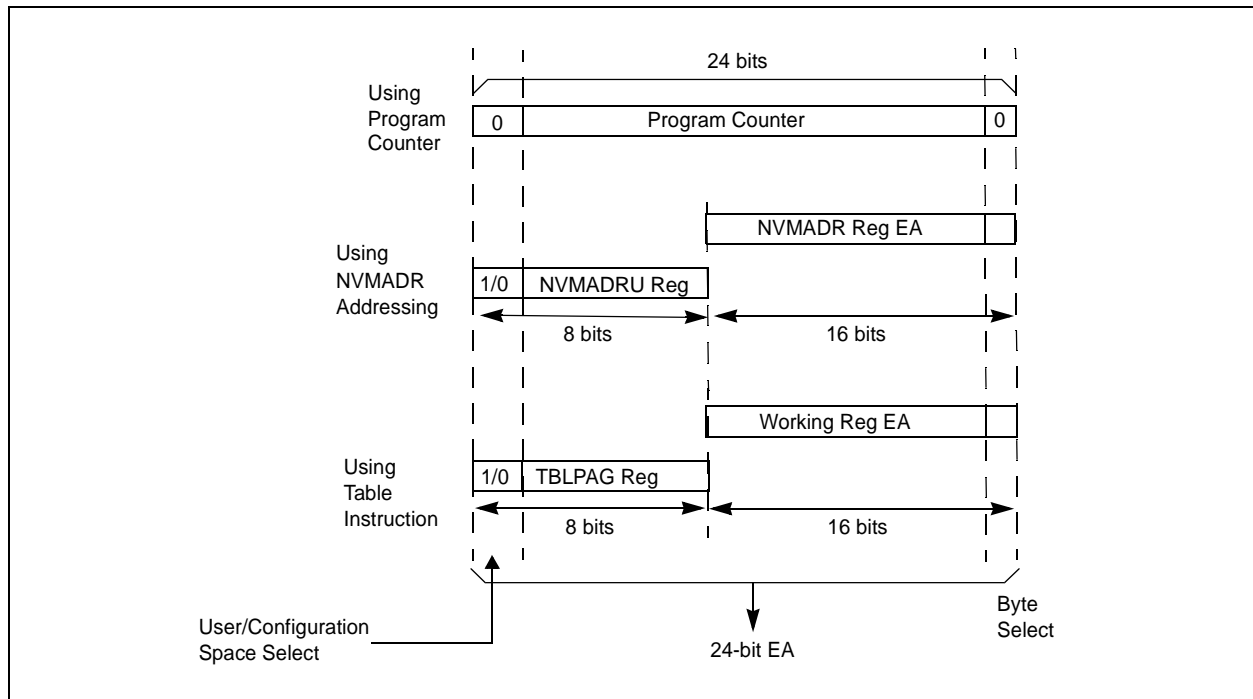 24 bits
Using
Program
Counter
0
Program Counter
0
NVMADR Reg EA
Using
NVMADR
Addressing
1/0
NVMADRU Reg
8 bits
16 bits
Working Reg EA
Using
Table
Instruction
1/0
TBLPAG Reg
8 bits
16 bits
User/Configuration
Space Select
24-bit EA
Byte
Select